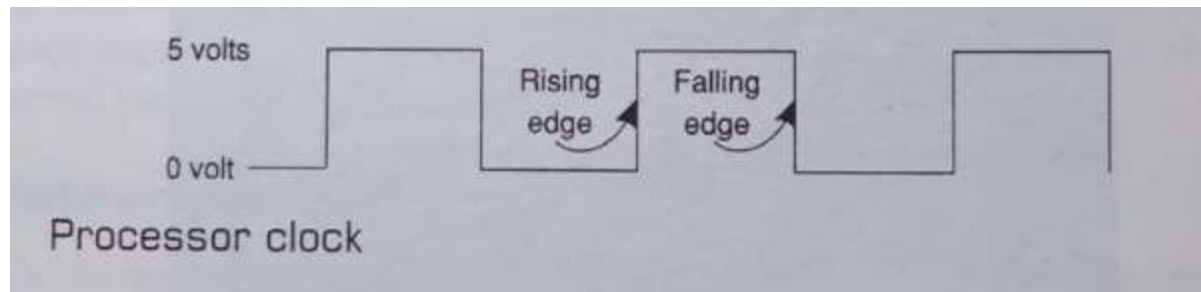 5 volts
Rising
edge
Falling
edge
0 volt
Processor clock